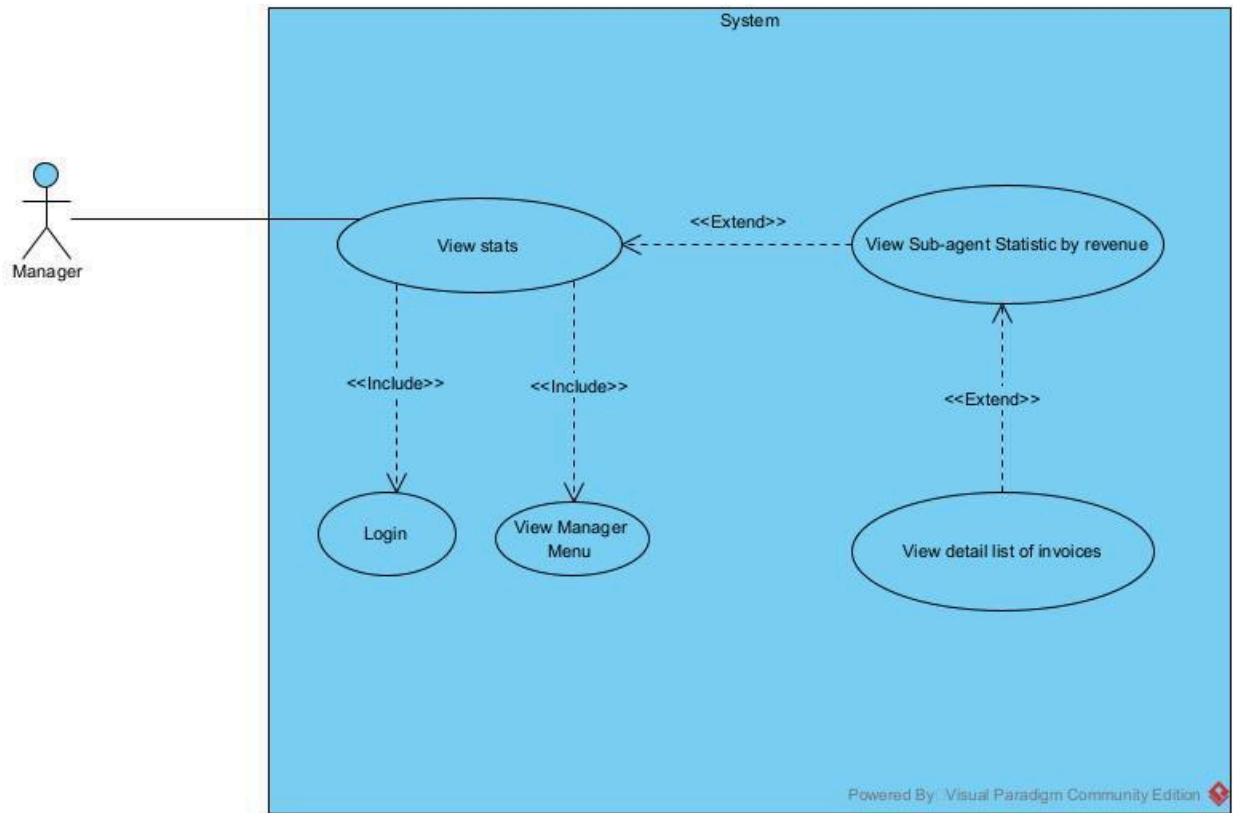 System
Manager
View stats
<<Extend>>
View Sub-agent Statistic by revenue
<<Include>>
<<Include>>
<<Extend>>
Login
View Manager
Menu
View detail list of invoices
Powered By: Visual Paradigm Community Edition